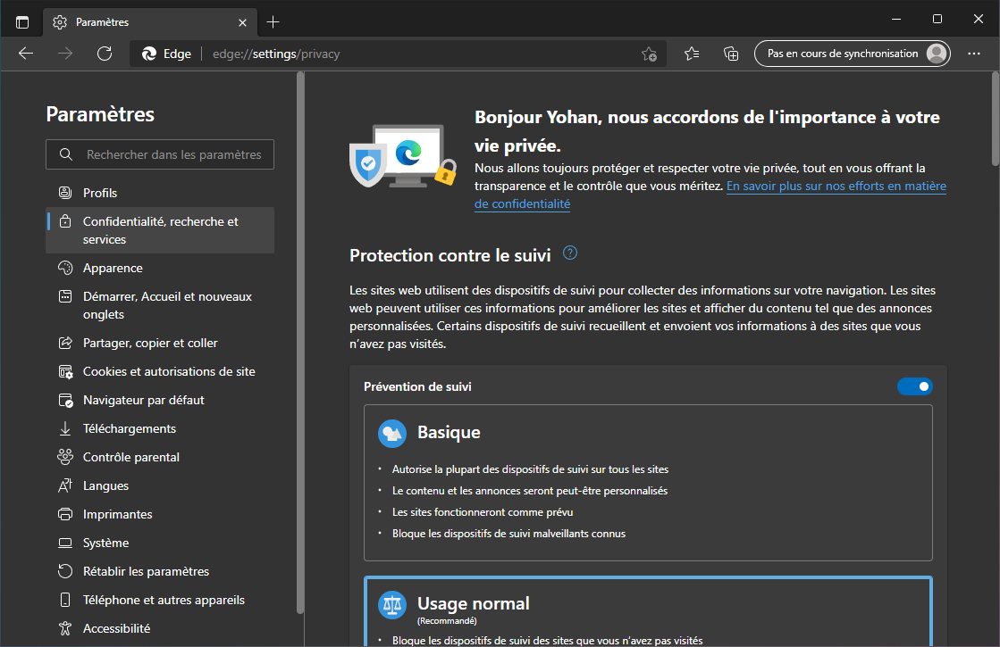 Paramètres
Edge
edge://settings/privacy
Pas en cours de synchronisation
Paramètres
Rechercher dans les paramètres
Profils
Confidentialité, recherche et
services
Apparence
Démarrer, Accueil et nouveaux
onglets
Partager, copier et coller
Cookies et autorisations de site
Navigateur par défaut
Téléchargements
Contrôle parental
Langues
Imprimantes
Système
Rétablir les paramètres
Téléphone et autres appareils
Accessibilité
Bonjour Yohan, nous accordons de l'importance à votre
vie privée.
Nous allons toujours protéger et respecter votre vie privée, tout en vous offrant la
transparence et le contrôle que vous méritez. En savoir plus sur nos efforts en matière
de confidentialité
Protection contre le suivi
Les sites web utilisent des dispositifs de suivi pour collecter des informations sur votre navigation. Les sites
web peuvent utiliser ces informations pour améliorer les sites et afficher du contenu tel que des annonces
personnalisées. Certains dispositifs de suivi recueillent et envoient vos informations à des sites que vous
n’avez pas visités.
Prévention de suivi
Basique
• Autorise la plupart des dispositifs de suivi sur tous les sites
• Le contenu et les annonces seront peut-être personnalisés
• Les sites fonctionneront comme prévu
• Bloque les dispositifs de suivi malveillants connus
Usage normal
(Recommandé)
• Bloque les dispositifs de suivi des sites que vous n’avez pas visités